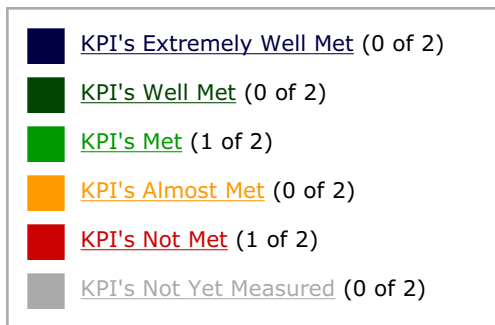 KPI's Extremely Well Met (0 of 2)
KPI's Well Met (0 of 2)
KPI's Met (1 of 2)
KPI's Almost Met (0 of 2)
KPI's Not Met (1 of 2)
KPI's Not Yet Measured (0 of 2)